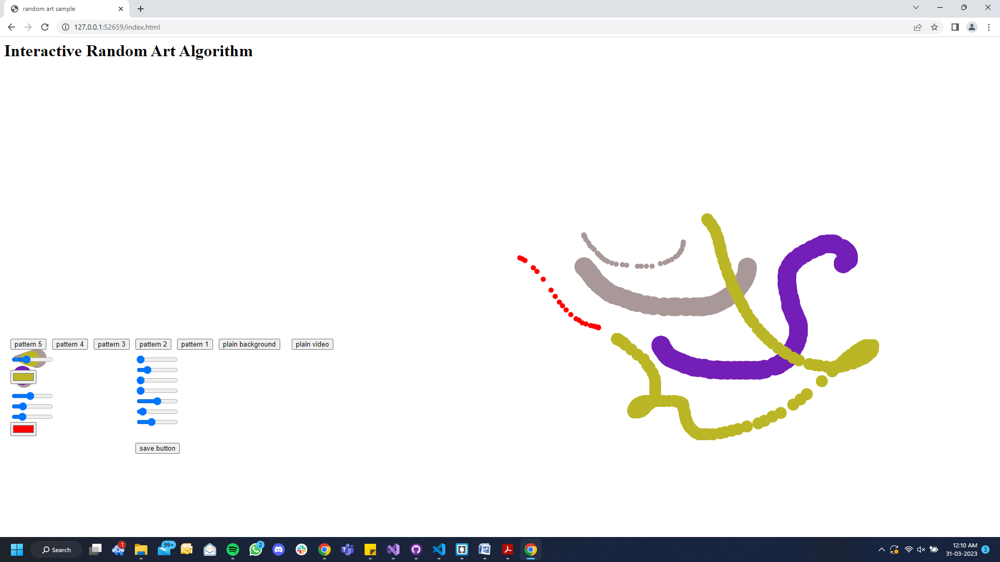 random art sample
127.0.0.1:52659/index.html
Interactive Random Art Algorithm
pattern 5 pattern 4 pattern 3 pattern 2 pattern 1 plain background plain video
save button
Search 1 99+ 2 12:10 AM 3
31-03-2023